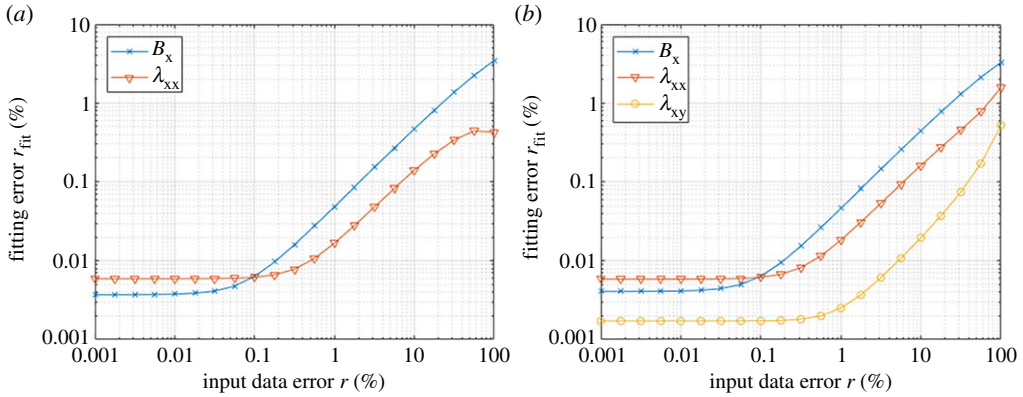 (a)
10
1
0.1
0.01
0.001
fitting error r_fit (%)
B_x
λ_xx
0.001 0.01 0.1 1 10 100
input data error r (%)
(b)
10
1
0.1
0.01
0.001
fitting error r_fit (%)
B_x
λ_xx
λ_xy
0.001 0.01 0.1 1 10 100
input data error r (%)